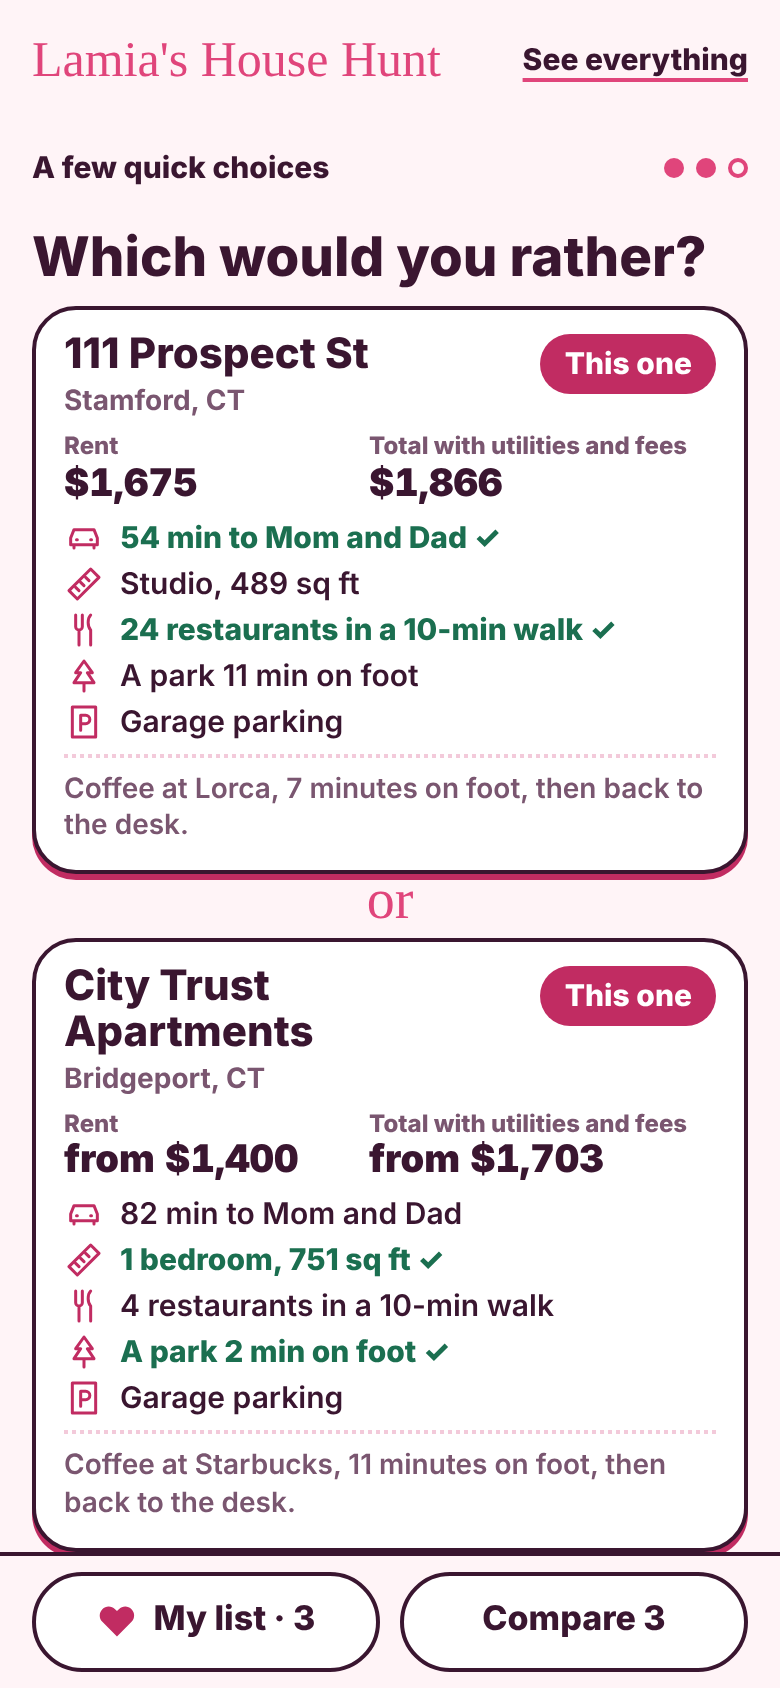 Lamia's House Hunt
See everything
A few quick choices
Which would you rather?
111 Prospect St
This one
Stamford, CT
Rent
Total with utilities and fees
$1,675
$1,866
54 min to Mom and Dad ✓
Studio, 489 sq ft
24 restaurants in a 10-min walk ✓
A park 11 min on foot
P Garage parking
Coffee at Lorca, 7 minutes on foot, then back to
the desk.
or
City Trust
Apartments
This one
Bridgeport, CT
Rent
Total with utilities and fees
from $1,400
from $1,703
82 min to Mom and Dad
1 bedroom, 751 sq ft ✓
4 restaurants in a 10-min walk
A park 2 min on foot ✓
P Garage parking
Coffee at Starbucks, 11 minutes on foot, then
back to the desk.
My list · 3
Compare 3